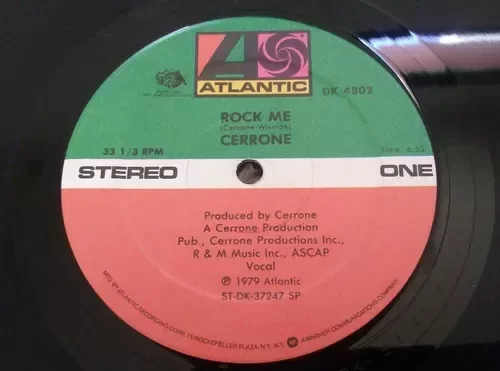 ATLANTIC
DK 4802
ROCK ME
(Cerrone-Wisniak)
CERRONE
33 1/3 RPM
Time: 6:52
STEREO
ONE
Produced by Cerrone
A Cerrone Production
Pub., Cerrone Productions Inc.,
R & M Music Inc., ASCAP
Vocal
℗ 1979 Atlantic
ST-DK-37247 SP
MFG. BY ATLANTIC RECORDING CORP., 75 ROCKEFELLER PLAZA, N.Y., N.Y. A WARNER COMMUNICATIONS COMPANY